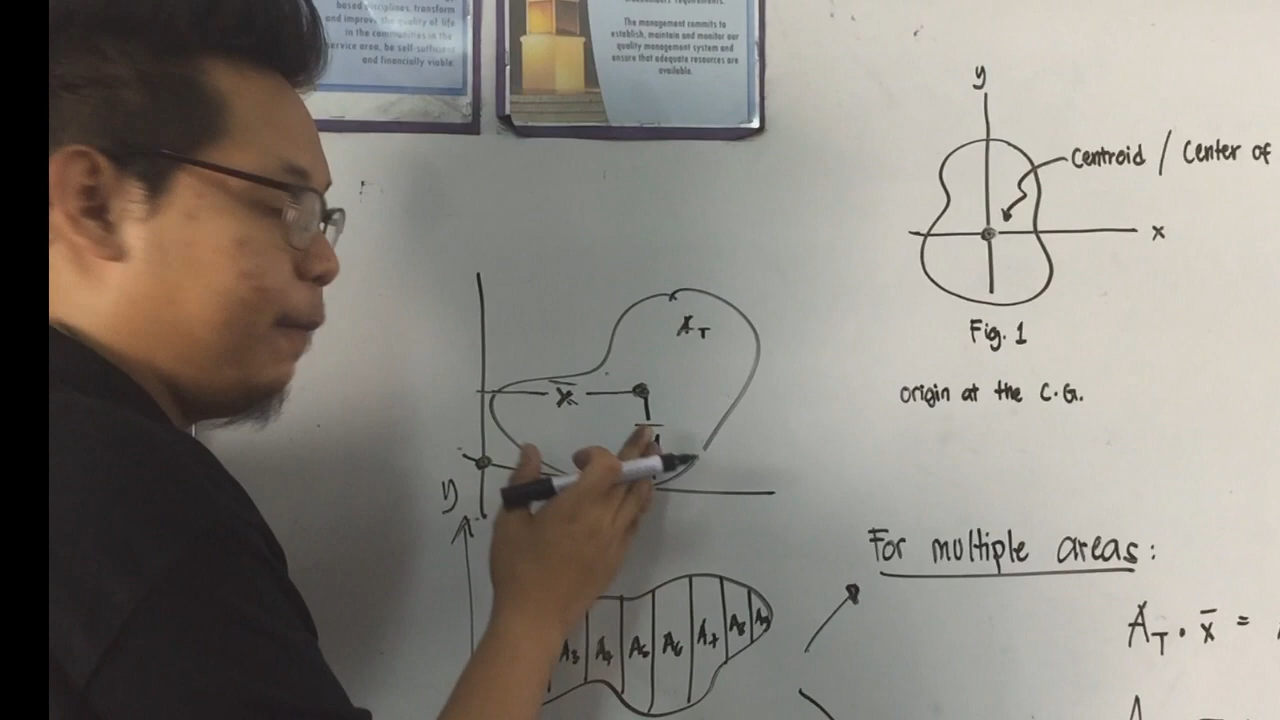 based disciplines, transform
and improve the quality of life
in the communities in the
service area, be self-sufficient
and financially viable.
requirements.
The management commits to
establish, maintain and monitor our
quality management system and
ensure that adequate resources are
available.
y
Centroid / Center of
x
Fig. 1
origin at the C.G.
A_T
x̄
y
A₃ A₄ A₅ A₆ A₇ A₈ A₉
For multiple areas:
A_T · x̄ =
A